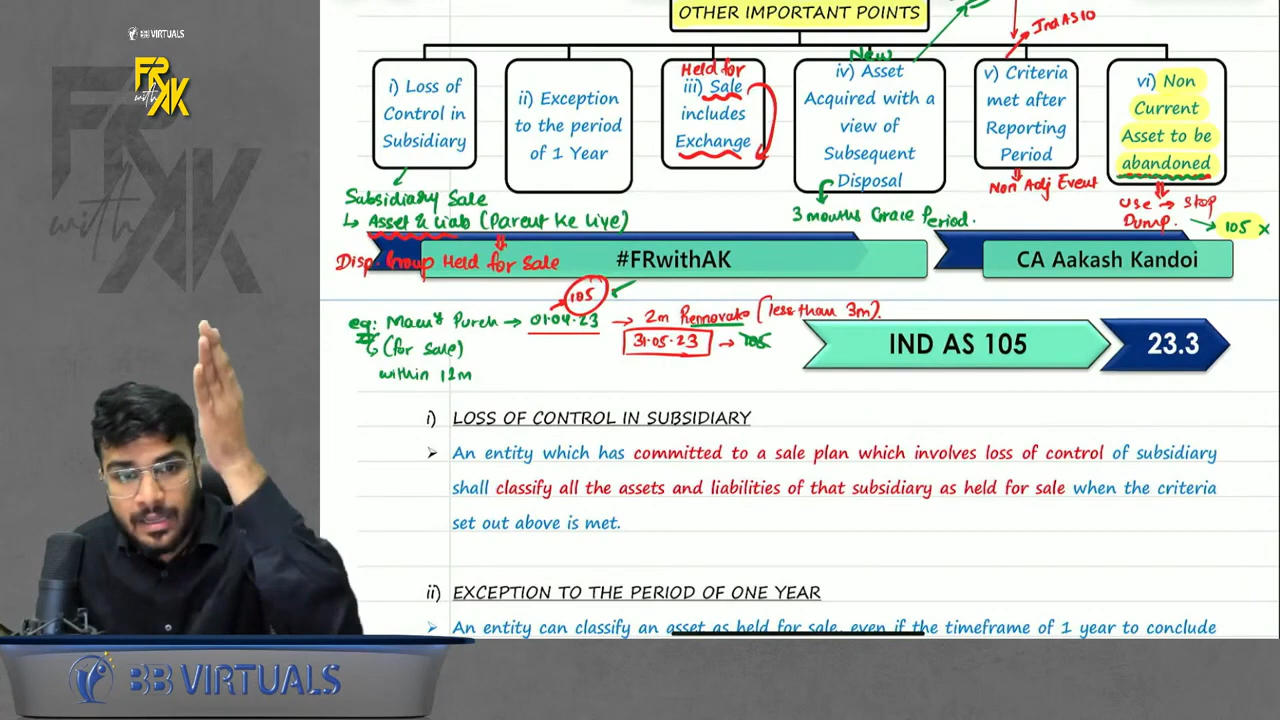 BB VIRTUALS
FR
with
AK
OTHER IMPORTANT POINTS
Ind AS 10
i) Loss of
Control in
Subsidiary
ii) Exception
to the period
of 1 Year
Held for
iii) Sale
includes
Exchange
New
iv) Asset
Acquired with a
view of
Subsequent
Disposal
v) Criteria
met after
Reporting
Period
vi) Non
Current
Asset to be
abandoned
Subsidiary Sale
↳ Asset & Liab (Parent Ke liye)
Disp. Group Held for Sale
3 months Grace Period.
Non Adj Event
Use → Stop
Dump.
→ 105 x
#FRwithAK
CA Aakash Kandoi
105
eg: Macn⁸ Purch → 01.04.23 → 2m Rennovate (less than 3m).
(for sale)
31.05.23 → 105
within 12m
IND AS 105
23.3
i) LOSS OF CONTROL IN SUBSIDIARY
➤ An entity which has committed to a sale plan which involves loss of control of subsidiary
shall classify all the assets and liabilities of that subsidiary as held for sale when the criteria
set out above is met.
ii) EXCEPTION TO THE PERIOD OF ONE YEAR
➤ An entity can classify an asset as held for sale, even if the timeframe of 1 year to conclude
BB VIRTUALS